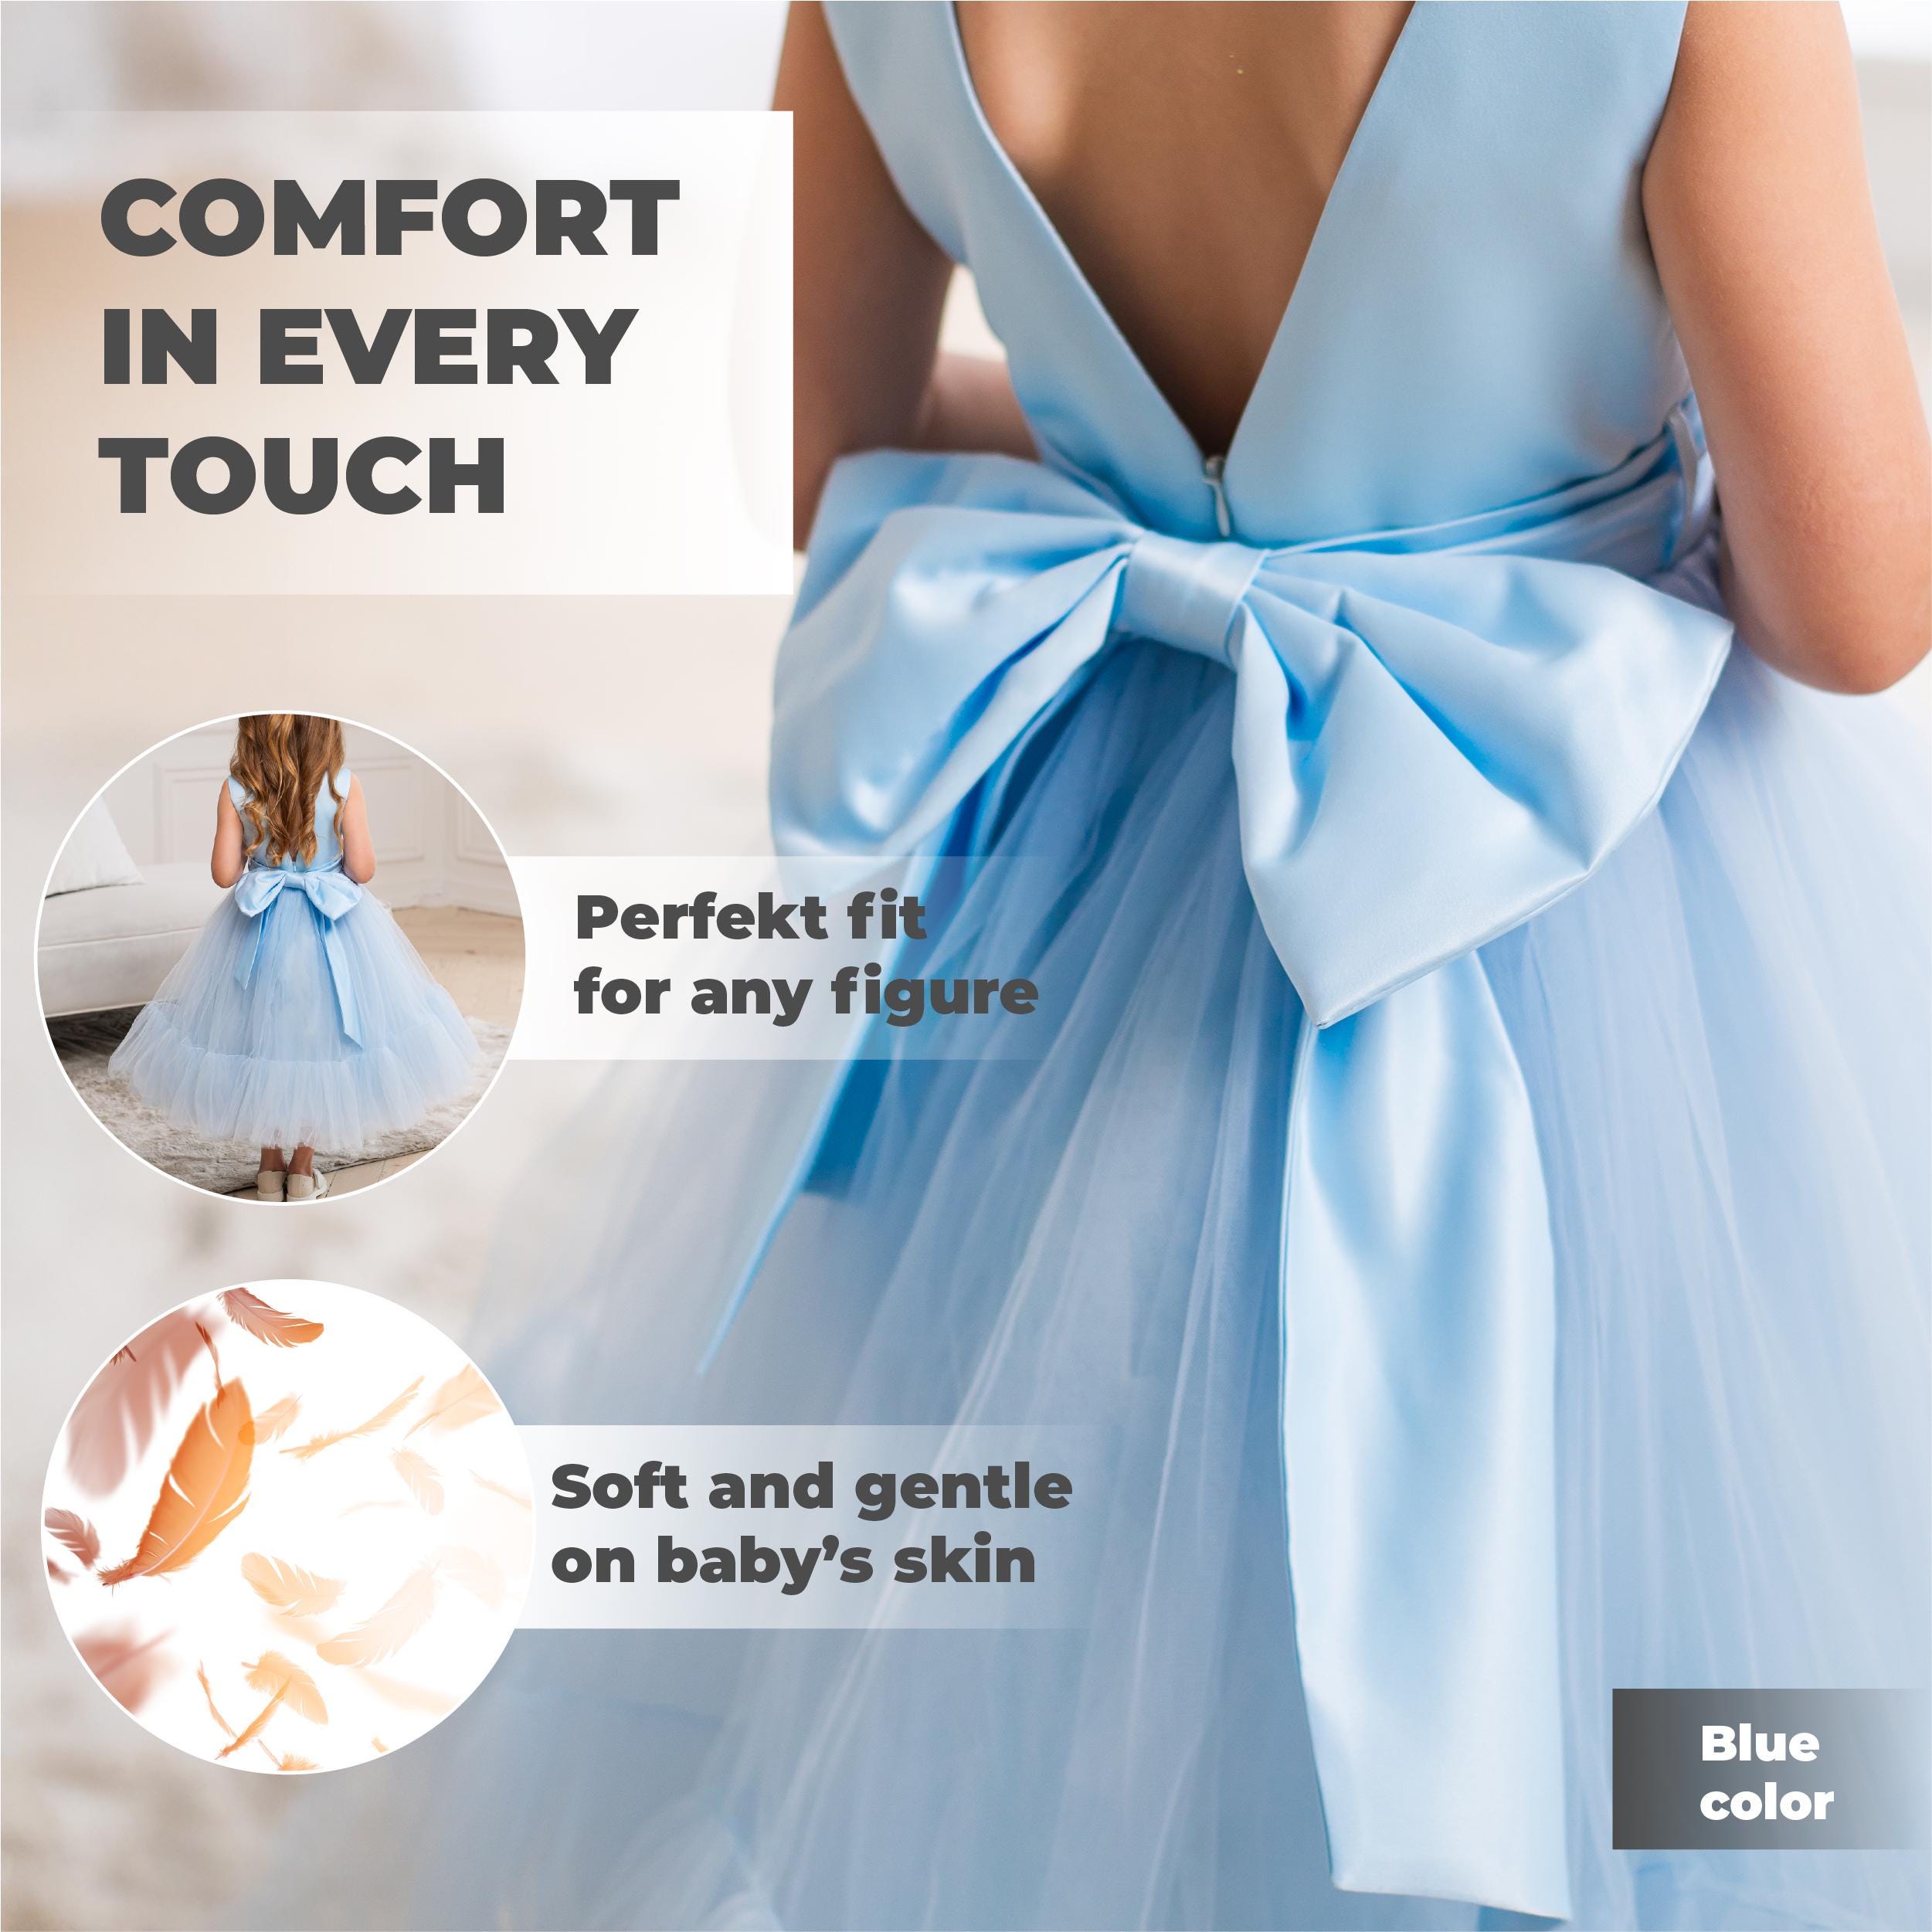 COMFORT
IN EVERY
TOUCH
Perfekt fit
for any figure
Soft and gentle
on baby’s skin
Blue
color